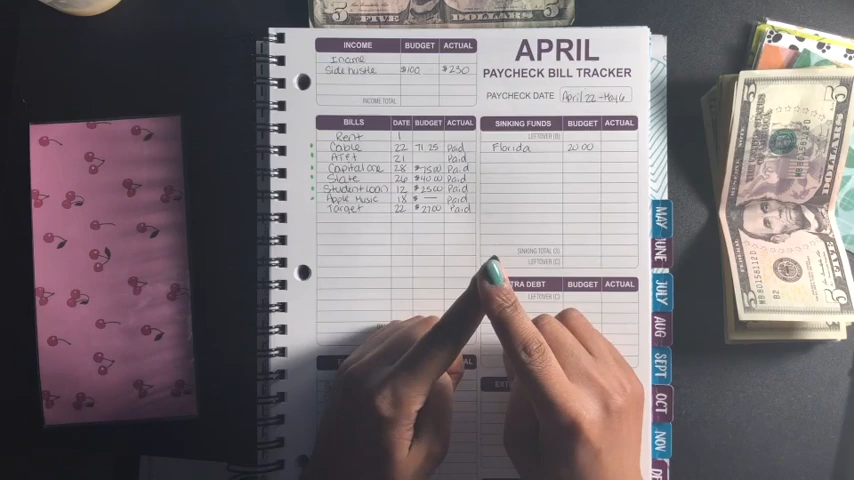 FIVE DOLLARS 5
INCOME BUDGET ACTUAL
Income
Side hustle $100 $230
INCOME TOTAL
APRIL
PAYCHECK BILL TRACKER
PAYCHECK DATE April 22 - May 6
BILLS DATE BUDGET ACTUAL
Rent 1
Cable 22 71.25 Paid
AT&T 21 Paid
Capital one 28 $75.00 Paid
Slate 26 $40.00 Paid
Student loan 12 $25.00 Paid
Apple Music 18 $ — Paid
Target 22 $27.00 Paid
SINKING FUNDS BUDGET ACTUAL
LEFTOVER (B)
Florida 20.00
SINKING TOTAL (S)
LEFTOVER (C)
TRA DEBT BUDGET ACTUAL
LEFTOVER (C)
MAY
JUNE
JULY
AUG
SEPT
OCT
NOV
MB80158112D
B2